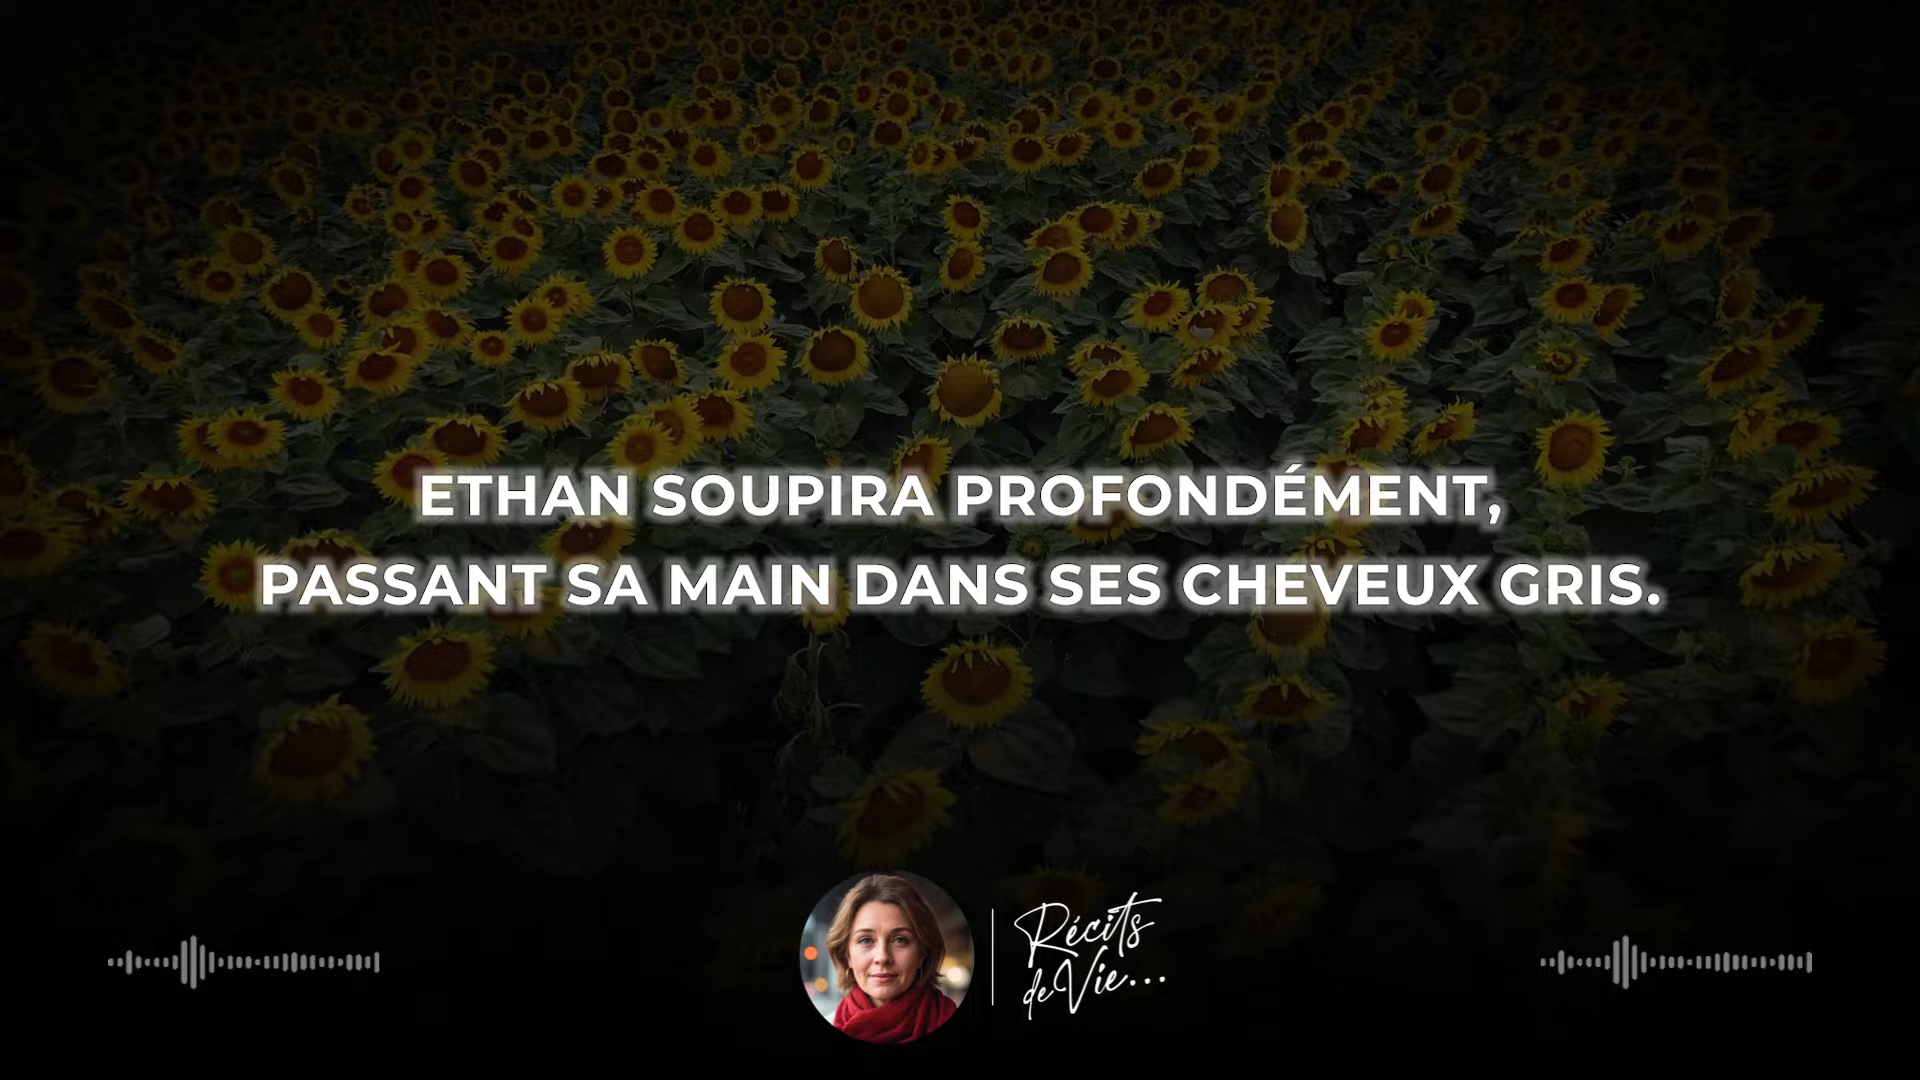 ETHAN SOUPIRA PROFONDÉMENT,
PASSANT SA MAIN DANS SES CHEVEUX GRIS.
Récits
de Vie...